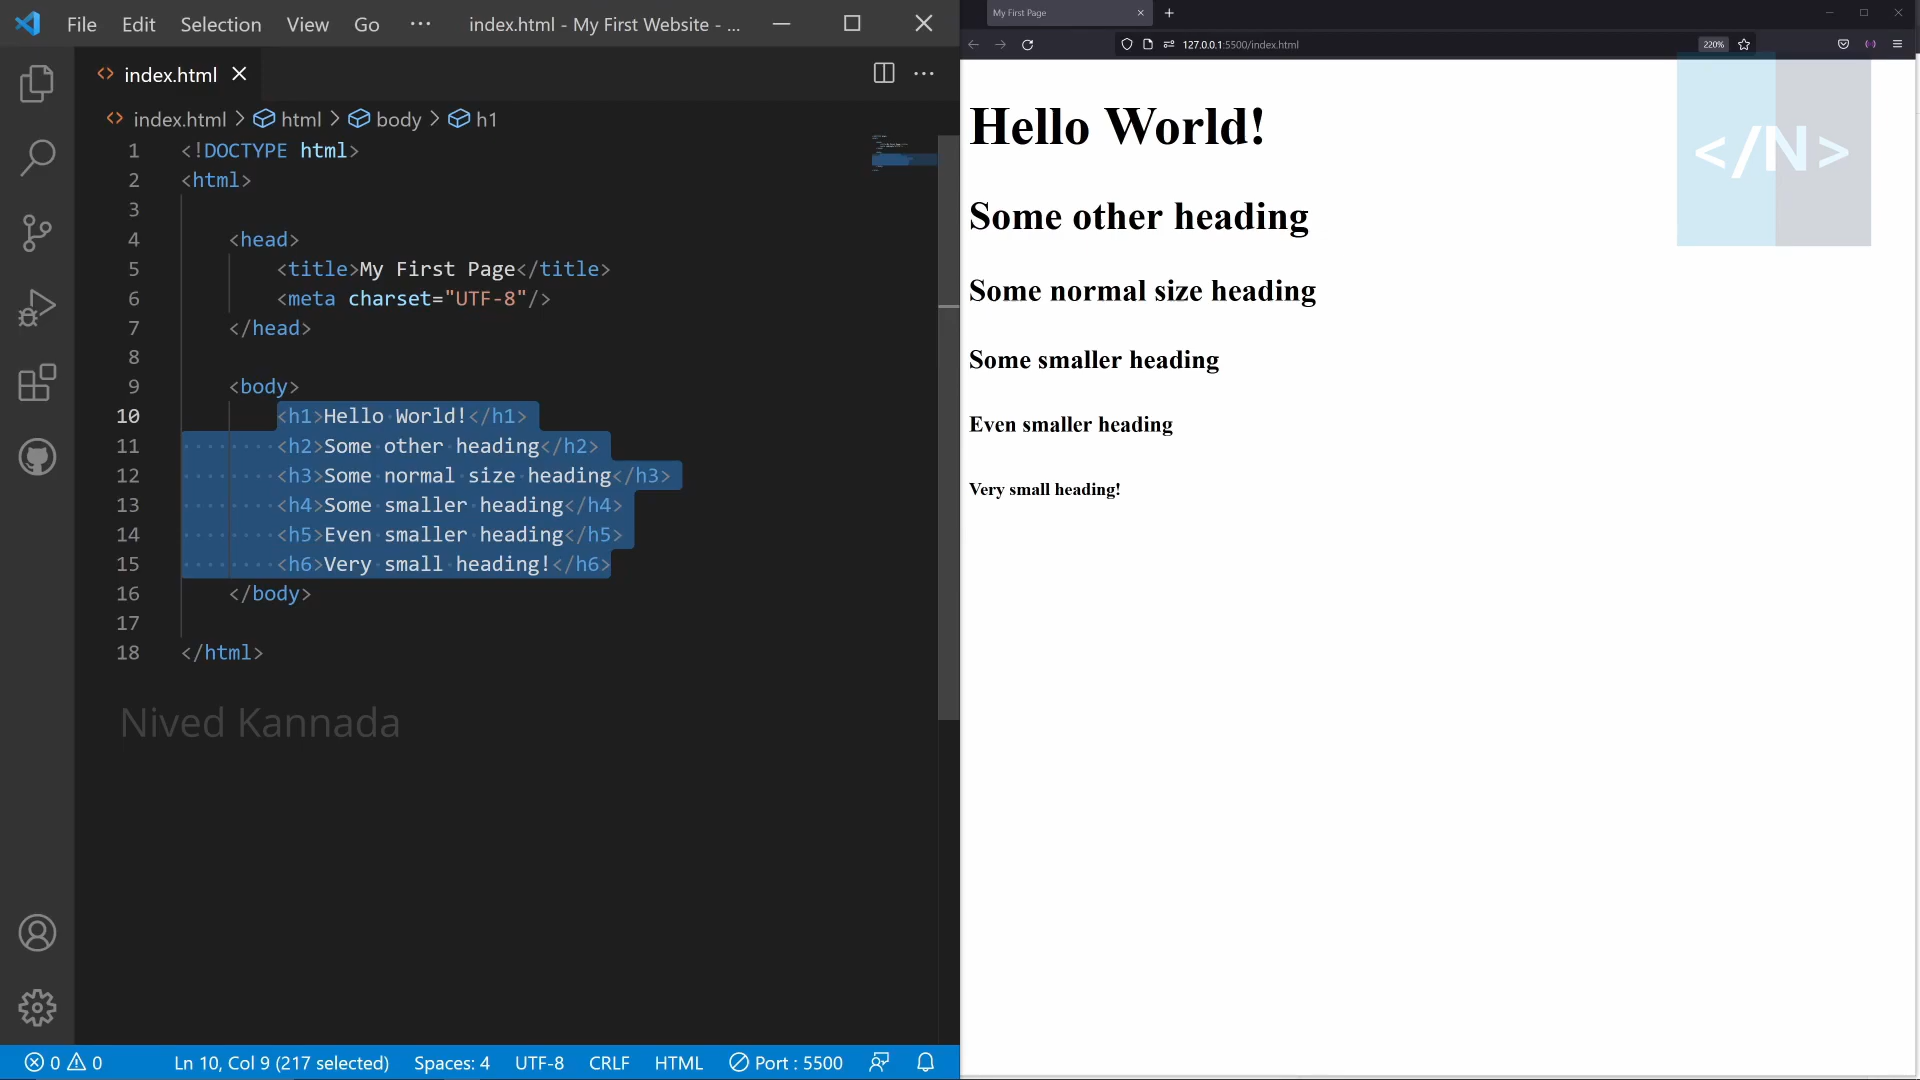 File Edit Selection View Go ··· index.html - My First Website - ...
index.html
index.html > html > body > h1
1 <!DOCTYPE html>
2 <html>
3
4 <head>
5 <title>My First Page</title>
6 <meta charset="UTF-8"/>
7 </head>
8
9 <body>
10 <h1>Hello World!</h1>
11 <h2>Some other heading</h2>
12 <h3>Some normal size heading</h3>
13 <h4>Some smaller heading</h4>
14 <h5>Even smaller heading</h5>
15 <h6>Very small heading!</h6>
16 </body>
17
18 </html>
Nived Kannada
0 0 Ln 10, Col 9 (217 selected) Spaces: 4 UTF-8 CRLF HTML Port : 5500
My First Page
127.0.0.1:5500/index.html 220%
</N>
Hello World!
Some other heading
Some normal size heading
Some smaller heading
Even smaller heading
Very small heading!